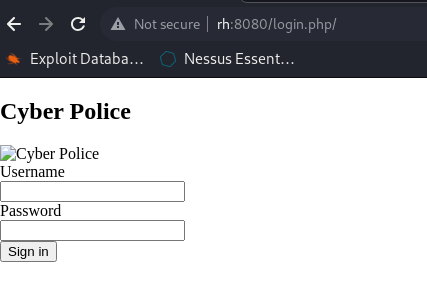 Not secure rh:8080/login.php/
Exploit Databa… Nessus Essent…
Cyber Police
Cyber Police
Username
Password
Sign in